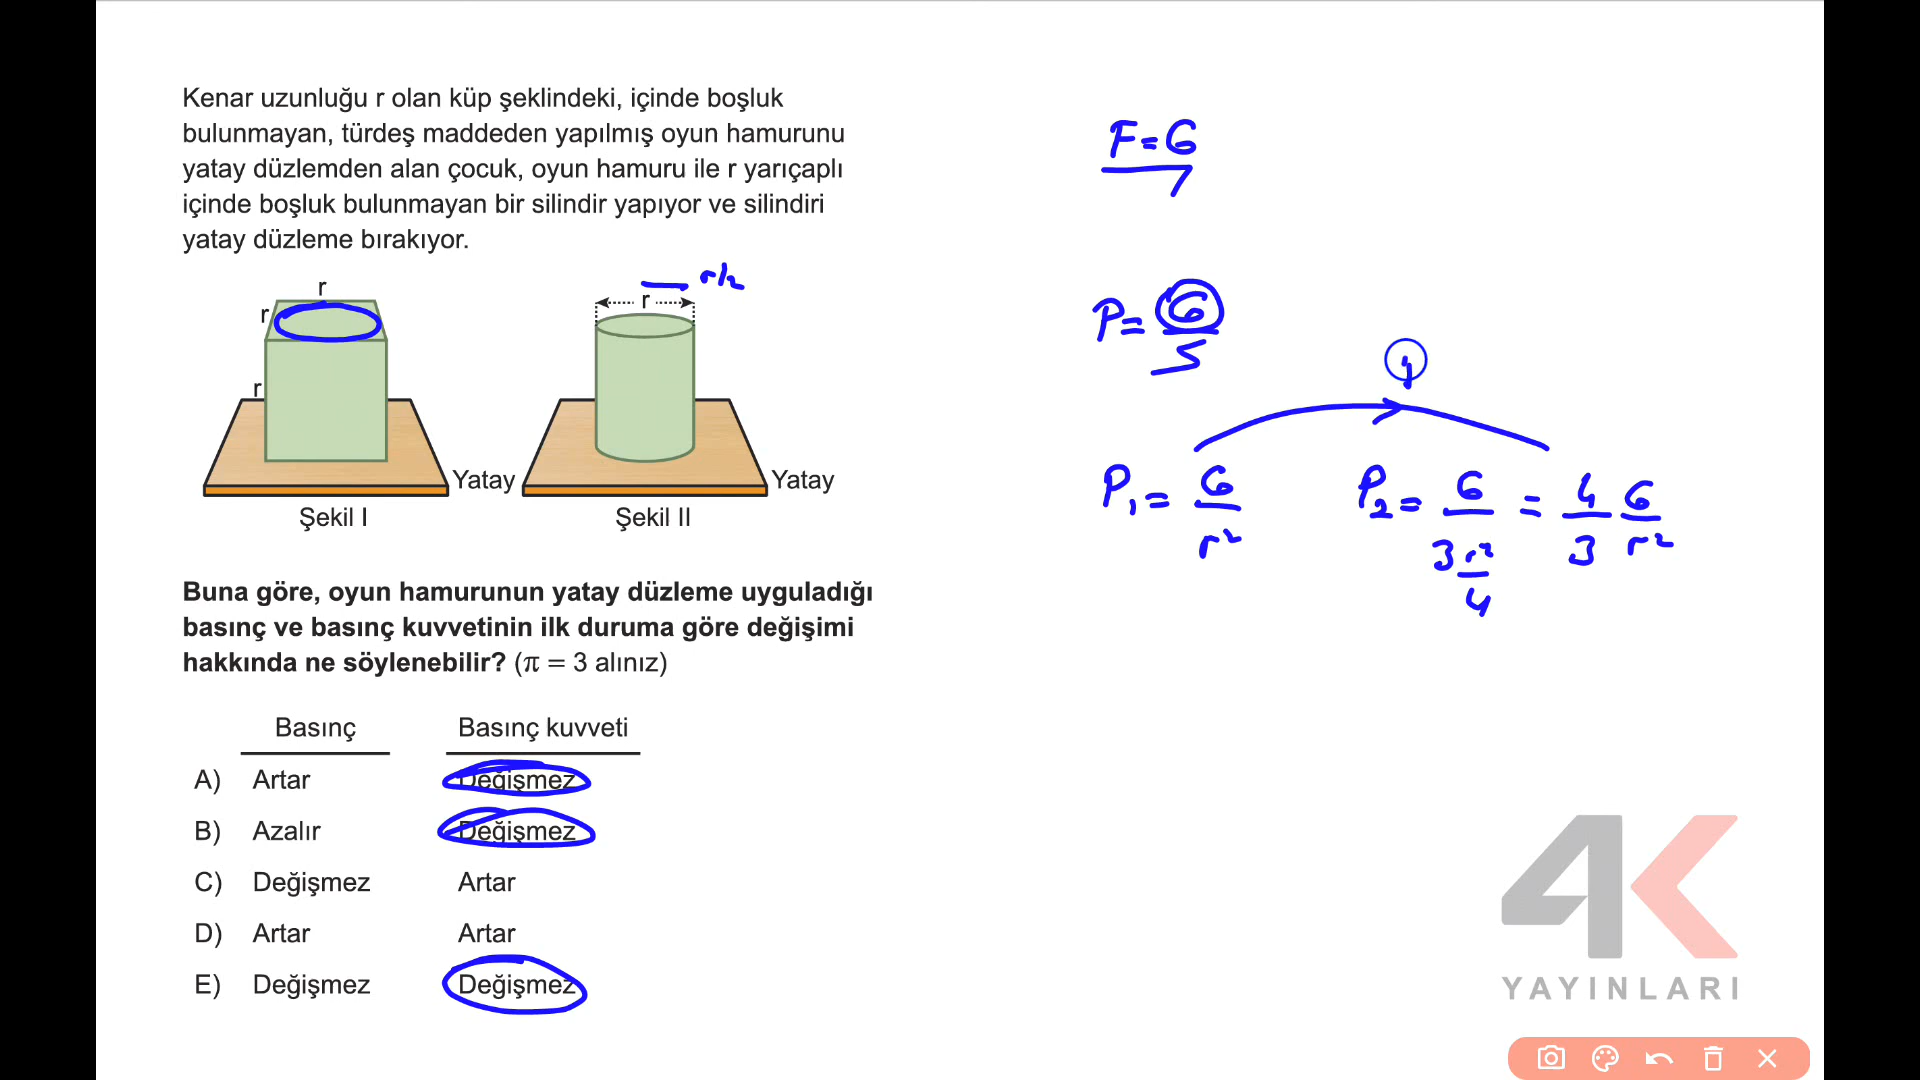 Kenar uzunluğu r olan küp şeklindeki, içinde boşluk
bulunmayan, türdeş maddeden yapılmış oyun hamurunu
yatay düzlemden alan çocuk, oyun hamuru ile r yarıçaplı
içinde boşluk bulunmayan bir silindir yapıyor ve silindiri
yatay düzleme bırakıyor.
r
r
r
Yatay
Şekil I
r/2
r
Yatay
Şekil II
Buna göre, oyun hamurunun yatay düzleme uyguladığı
basınç ve basınç kuvvetinin ilk duruma göre değişimi
hakkında ne söylenebilir? (π = 3 alınız)
Basınç Basınç kuvveti
A) Artar Değişmez
B) Azalır Değişmez
C) Değişmez Artar
D) Artar Artar
E) Değişmez Değişmez
F=G
P= G/S
P₁= G/r²
P₂= G/(3r²/4) = 4/3 G/r²
4K
YAYINLARI